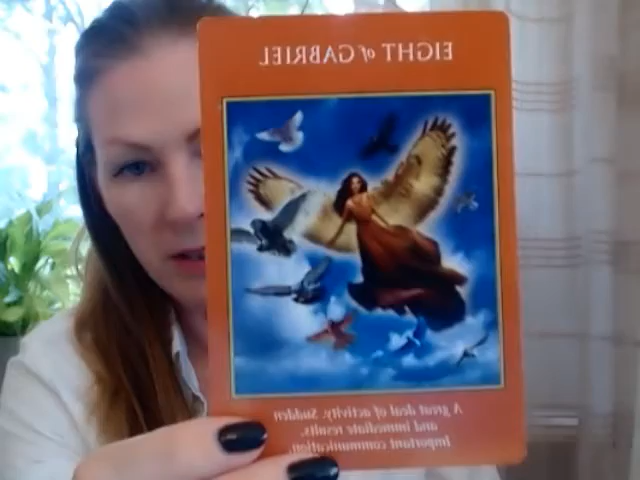 EIGHT of GABRIEL
A great deal of activity. Sudden
and immediate results.
Important communication.